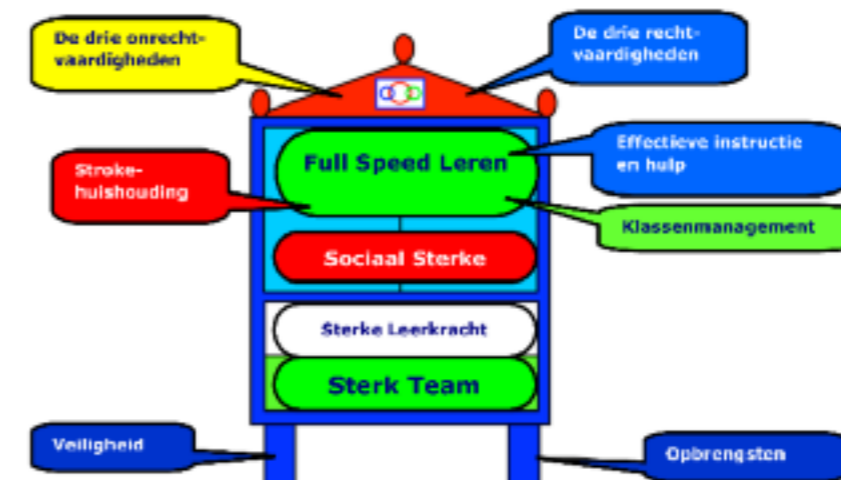 De drie onrecht-
vaardigheden
De drie recht-
vaardigheden
Full Speed Leren
Effectieve instructie
en hulp
Stroke-
huishouding
Klassenmanagement
Sociaal Sterke
Sterke Leerkracht
Sterk Team
Veiligheid
Opbrengsten